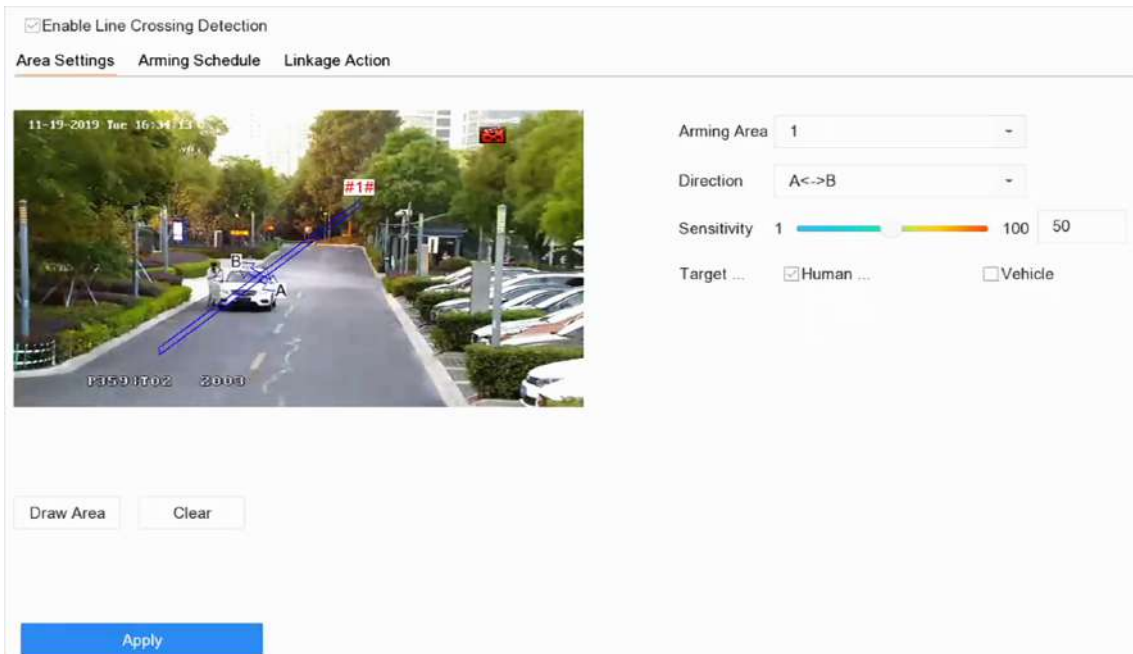 Enable Line Crossing Detection
Area Settings Arming Schedule Linkage Action
11-19-2019 Tue 16:34:13
#1#
B
A
2003
Arming Area 1
Direction A<->B
Sensitivity 1 100 50
Target ... Human ... Vehicle
Draw Area Clear
Apply